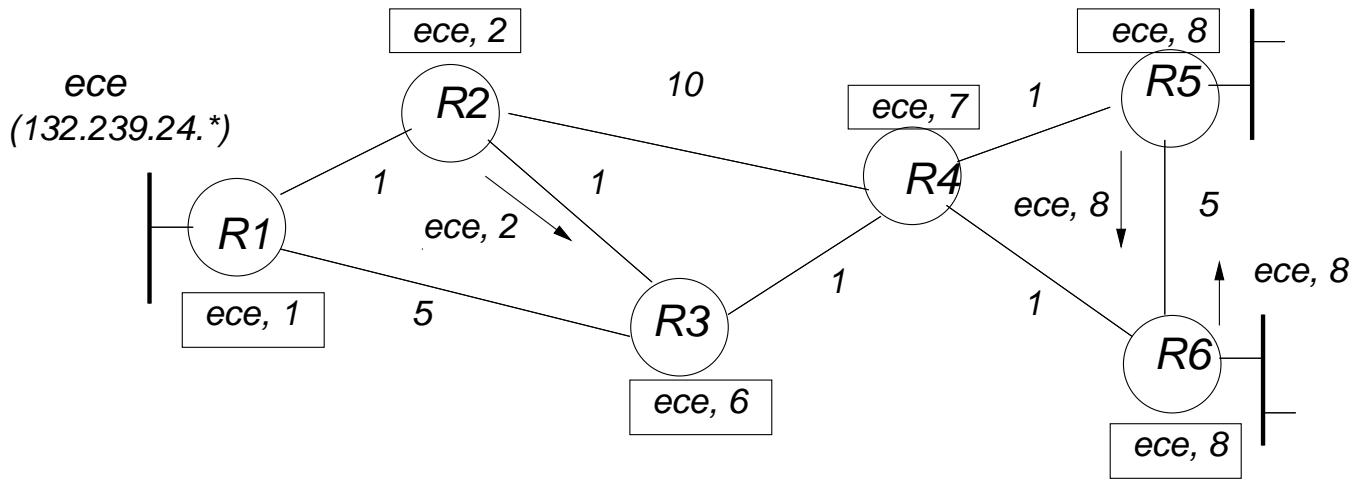 ece, 2
ece, 8
ece
(132.239.24.*)
R2
10
ece, 7
1
R5
1
1
R4
ece, 2
ece, 8
5
R1
ece, 1
5
R3
1
1
ece, 8
R6
ece, 6
ece, 8